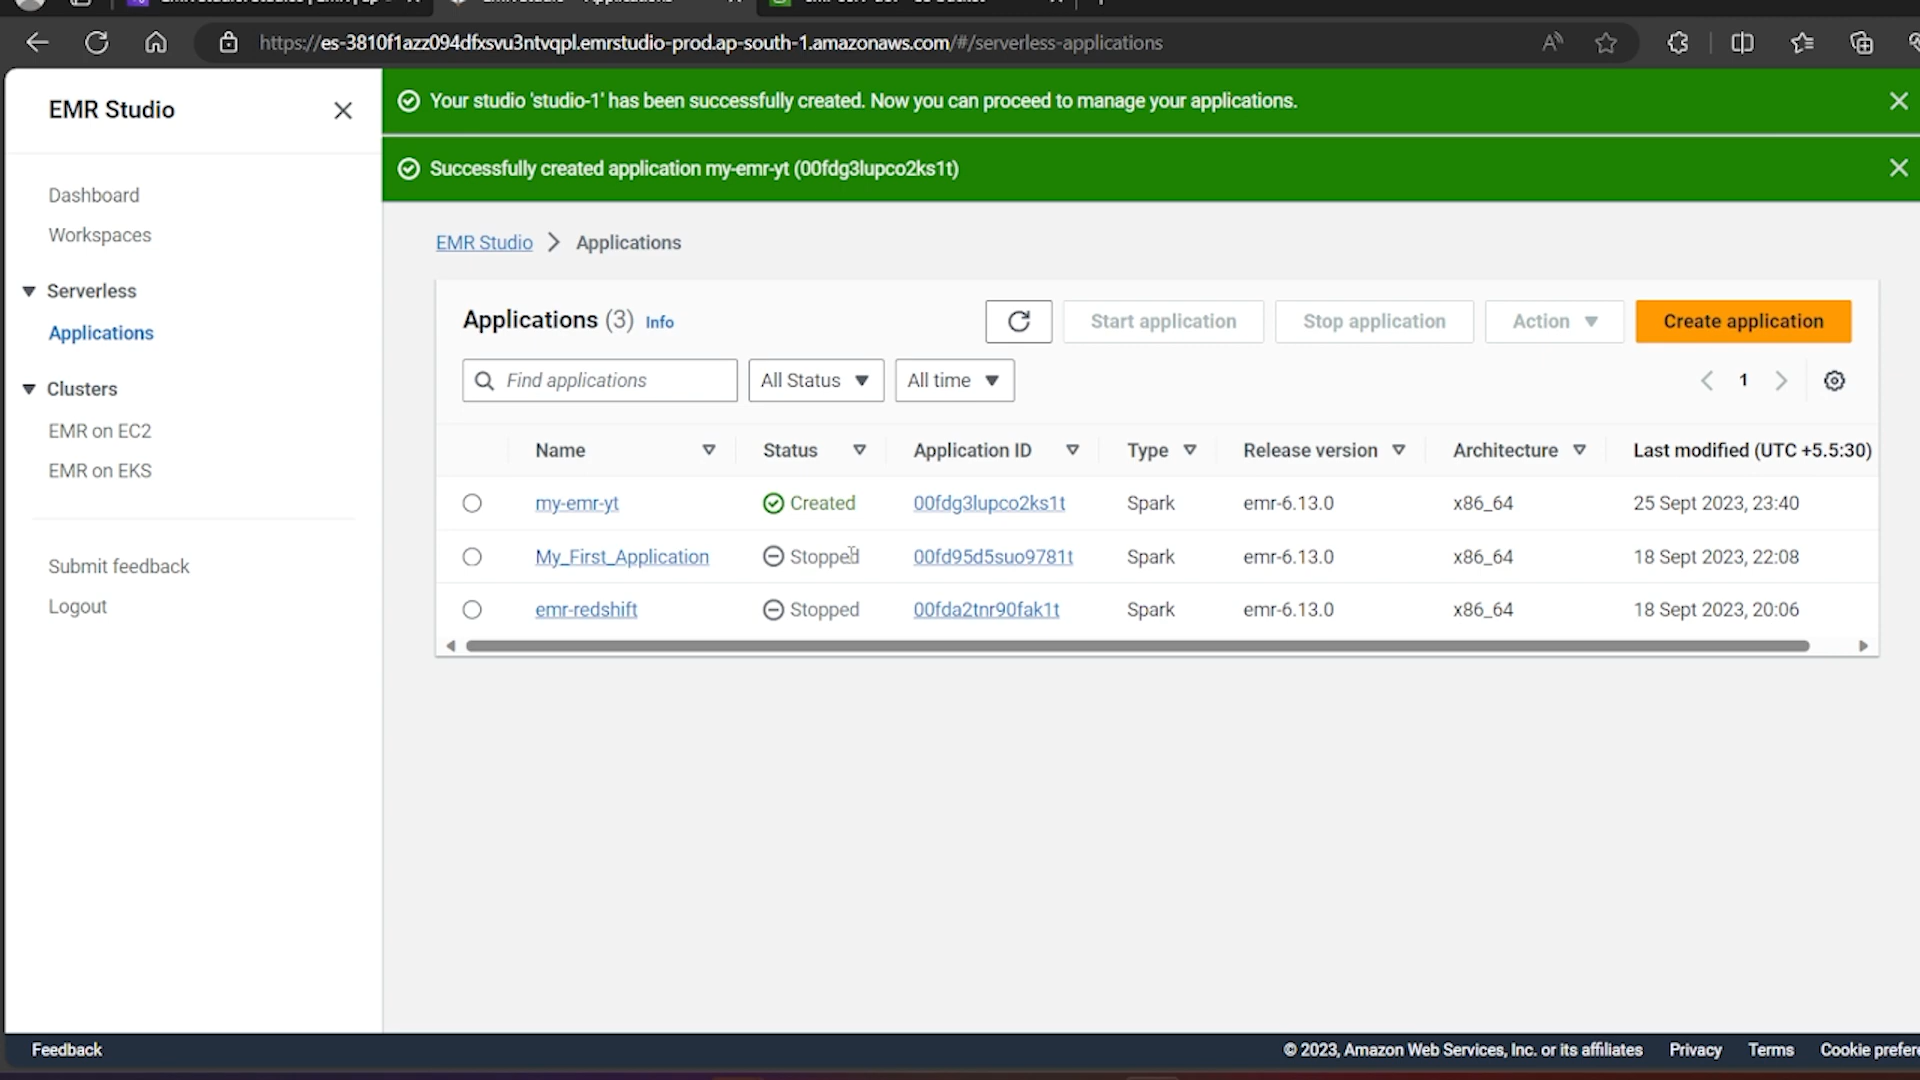 https://es-3810f1azz094dfxsvu3ntvqpl.emrstudio-prod.ap-south-1.amazonaws.com/#/serverless-applications
EMR Studio
Your studio 'studio-1' has been successfully created. Now you can proceed to manage your applications.
Successfully created application my-emr-yt (00fdg3lupco2ks1t)
Dashboard
Workspaces
Serverless
Applications
Clusters
EMR on EC2
EMR on EKS
Submit feedback
Logout
EMR Studio > Applications
Applications (3) Info
Start application
Stop application
Action
Create application
Find applications
All Status
All time
1
Name Status Application ID Type Release version Architecture Last modified (UTC +5.5:30)
my-emr-yt Created 00fdg3lupco2ks1t Spark emr-6.13.0 x86_64 25 Sept 2023, 23:40
My_First_Application Stopped 00fd95d5suo9781t Spark emr-6.13.0 x86_64 18 Sept 2023, 22:08
emr-redshift Stopped 00fda2tnr90fak1t Spark emr-6.13.0 x86_64 18 Sept 2023, 20:06
Feedback
© 2023, Amazon Web Services, Inc. or its affiliates Privacy Terms Cookie prefere